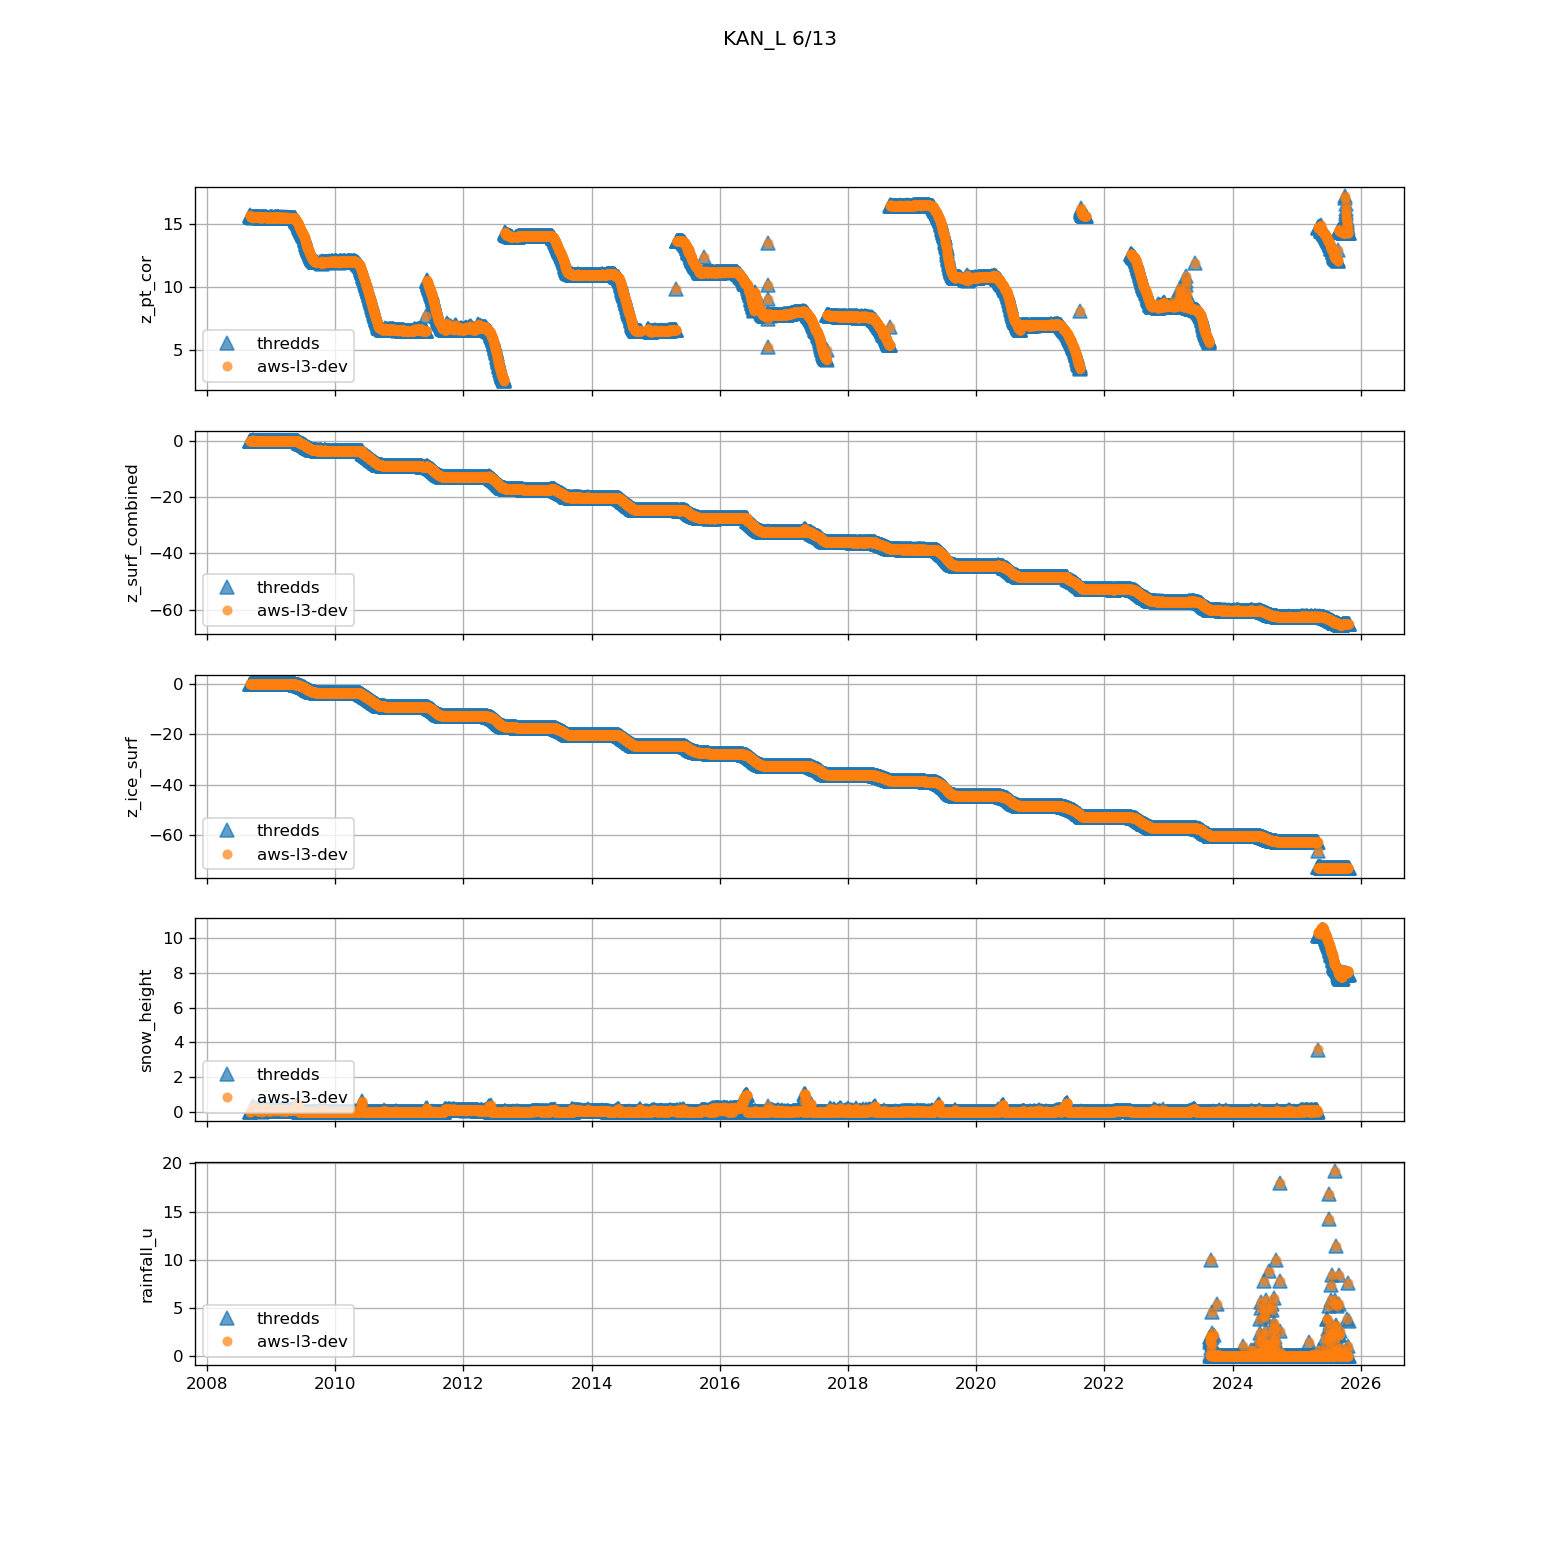 KAN_L 6/13
z_pt_cor
15
10
5
thredds
aws-l3-dev
z_surf_combined
0
−20
−40
−60
thredds
aws-l3-dev
z_ice_surf
0
−20
−40
−60
thredds
aws-l3-dev
snow_height
10
8
6
4
2
0
thredds
aws-l3-dev
rainfall_u
20
15
10
5
0
thredds
aws-l3-dev
2008 2010 2012 2014 2016 2018 2020 2022 2024 2026